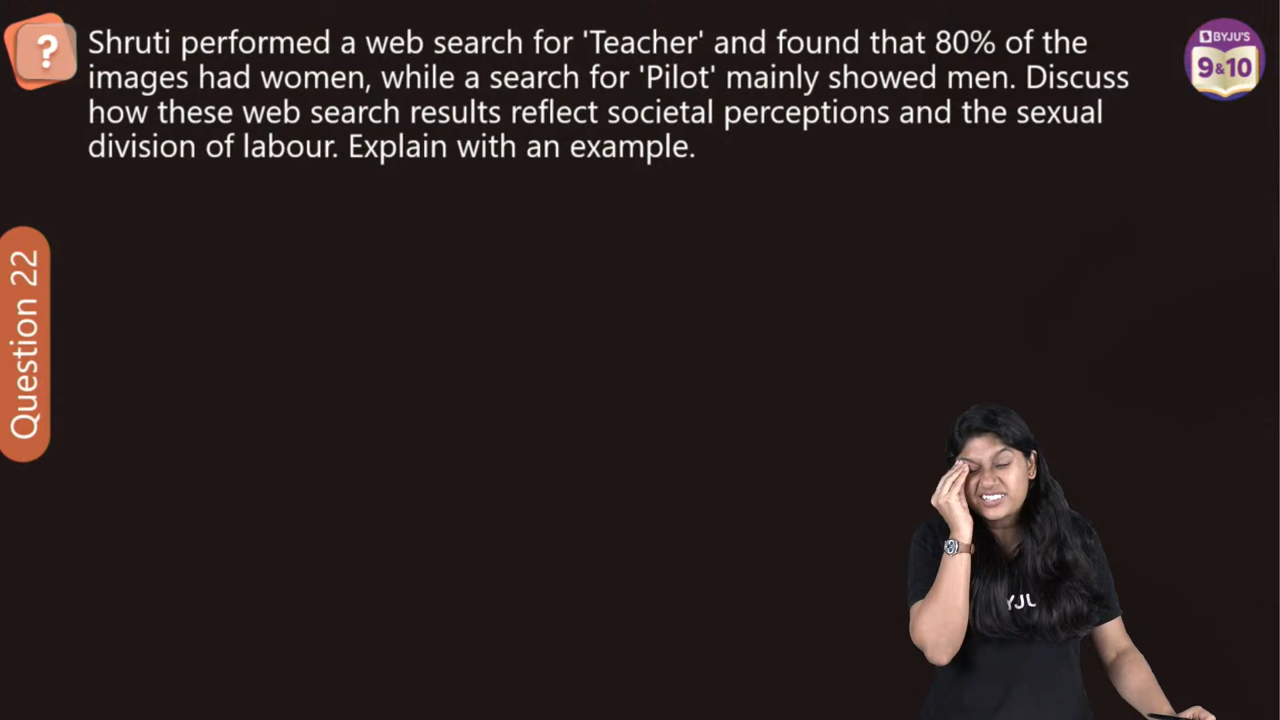 ?
Shruti performed a web search for 'Teacher' and found that 80% of the
images had women, while a search for 'Pilot' mainly showed men. Discuss
how these web search results reflect societal perceptions and the sexual
division of labour. Explain with an example.
BYJU'S
9&10
Question 22
YJU